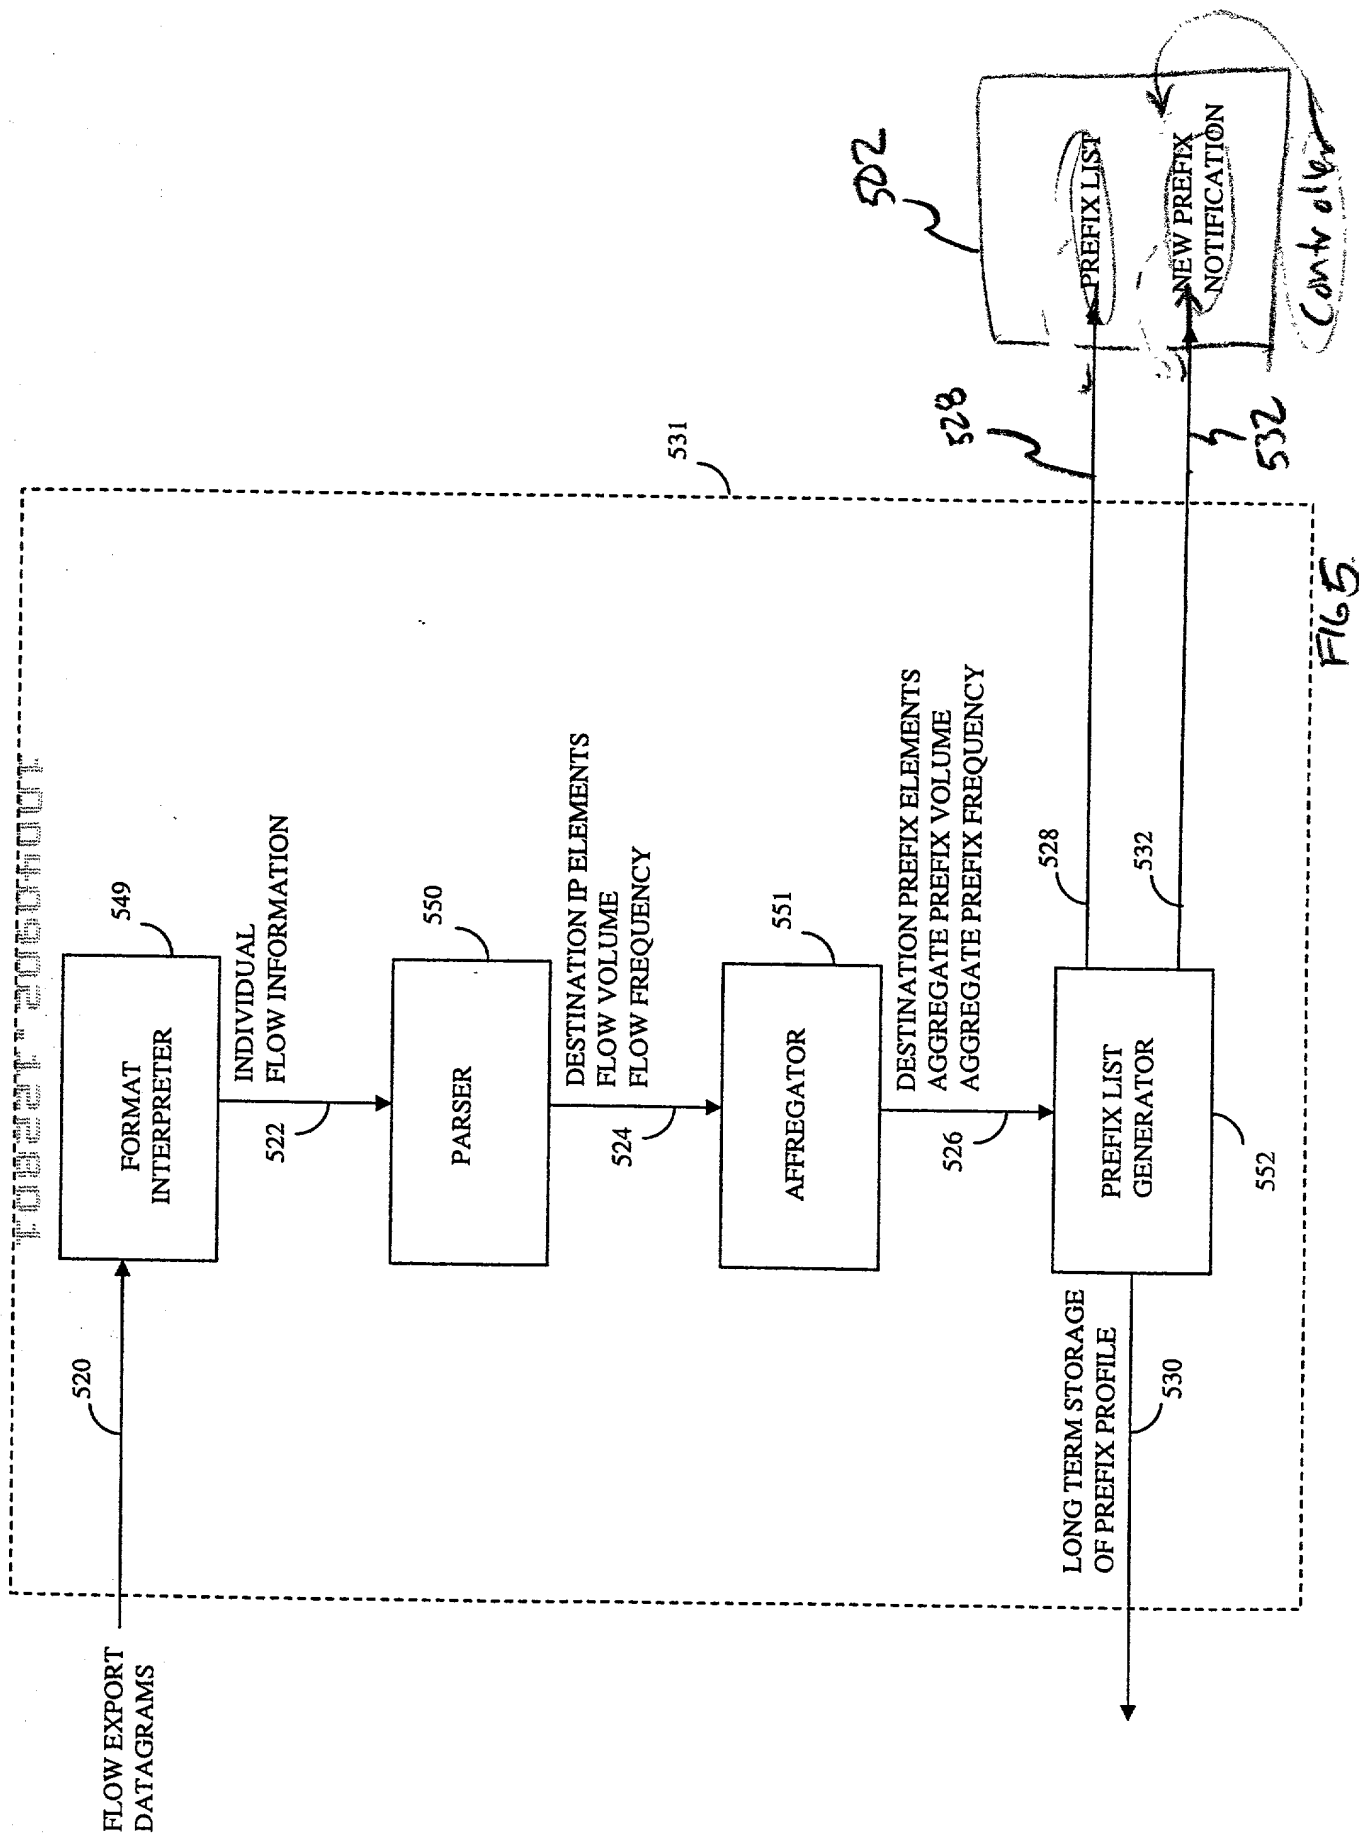 FLOW EXPORT
DATAGRAMS
520
FORMAT
INTERPRETER
549
INDIVIDUAL
FLOW INFORMATION
522
PARSER
550
DESTINATION IP ELEMENTS
FLOW VOLUME
FLOW FREQUENCY
524
AFFREGATOR
551
DESTINATION PREFIX ELEMENTS
AGGREGATE PREFIX VOLUME
AGGREGATE PREFIX FREQUENCY
526
PREFIX LIST
GENERATOR
552
LONG TERM STORAGE
OF PREFIX PROFILE
530
528
532
531
528
532
502
PREFIX LIST
NEW PREFIX
NOTIFICATION
Controller
FIG 5